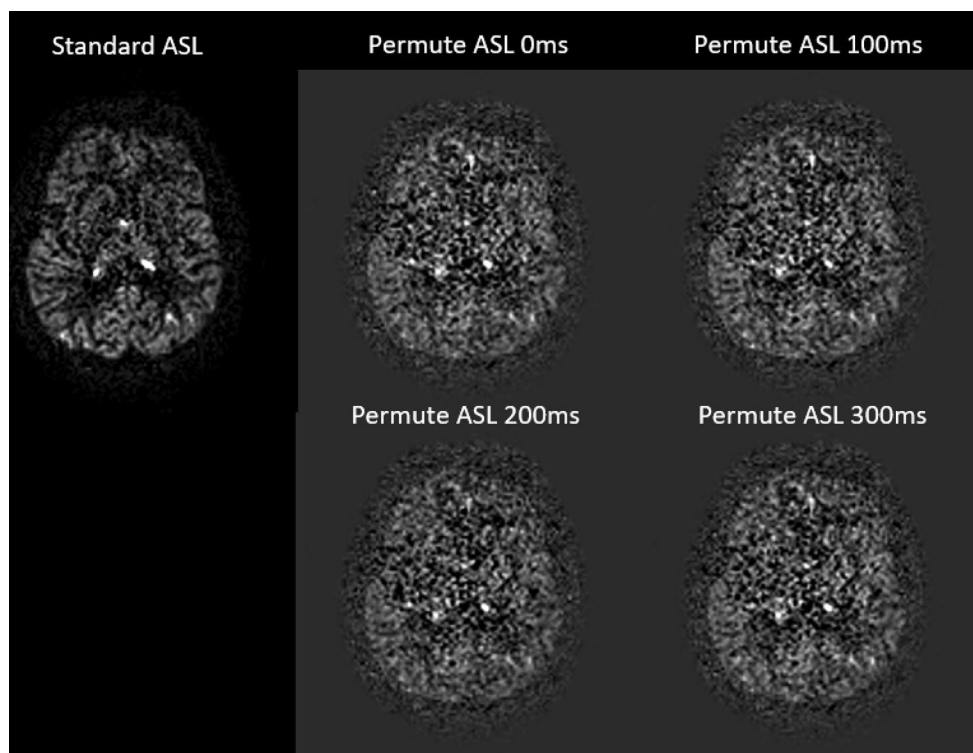 Standard ASL
Permute ASL 0ms
Permute ASL 100ms
Permute ASL 200ms
Permute ASL 300ms